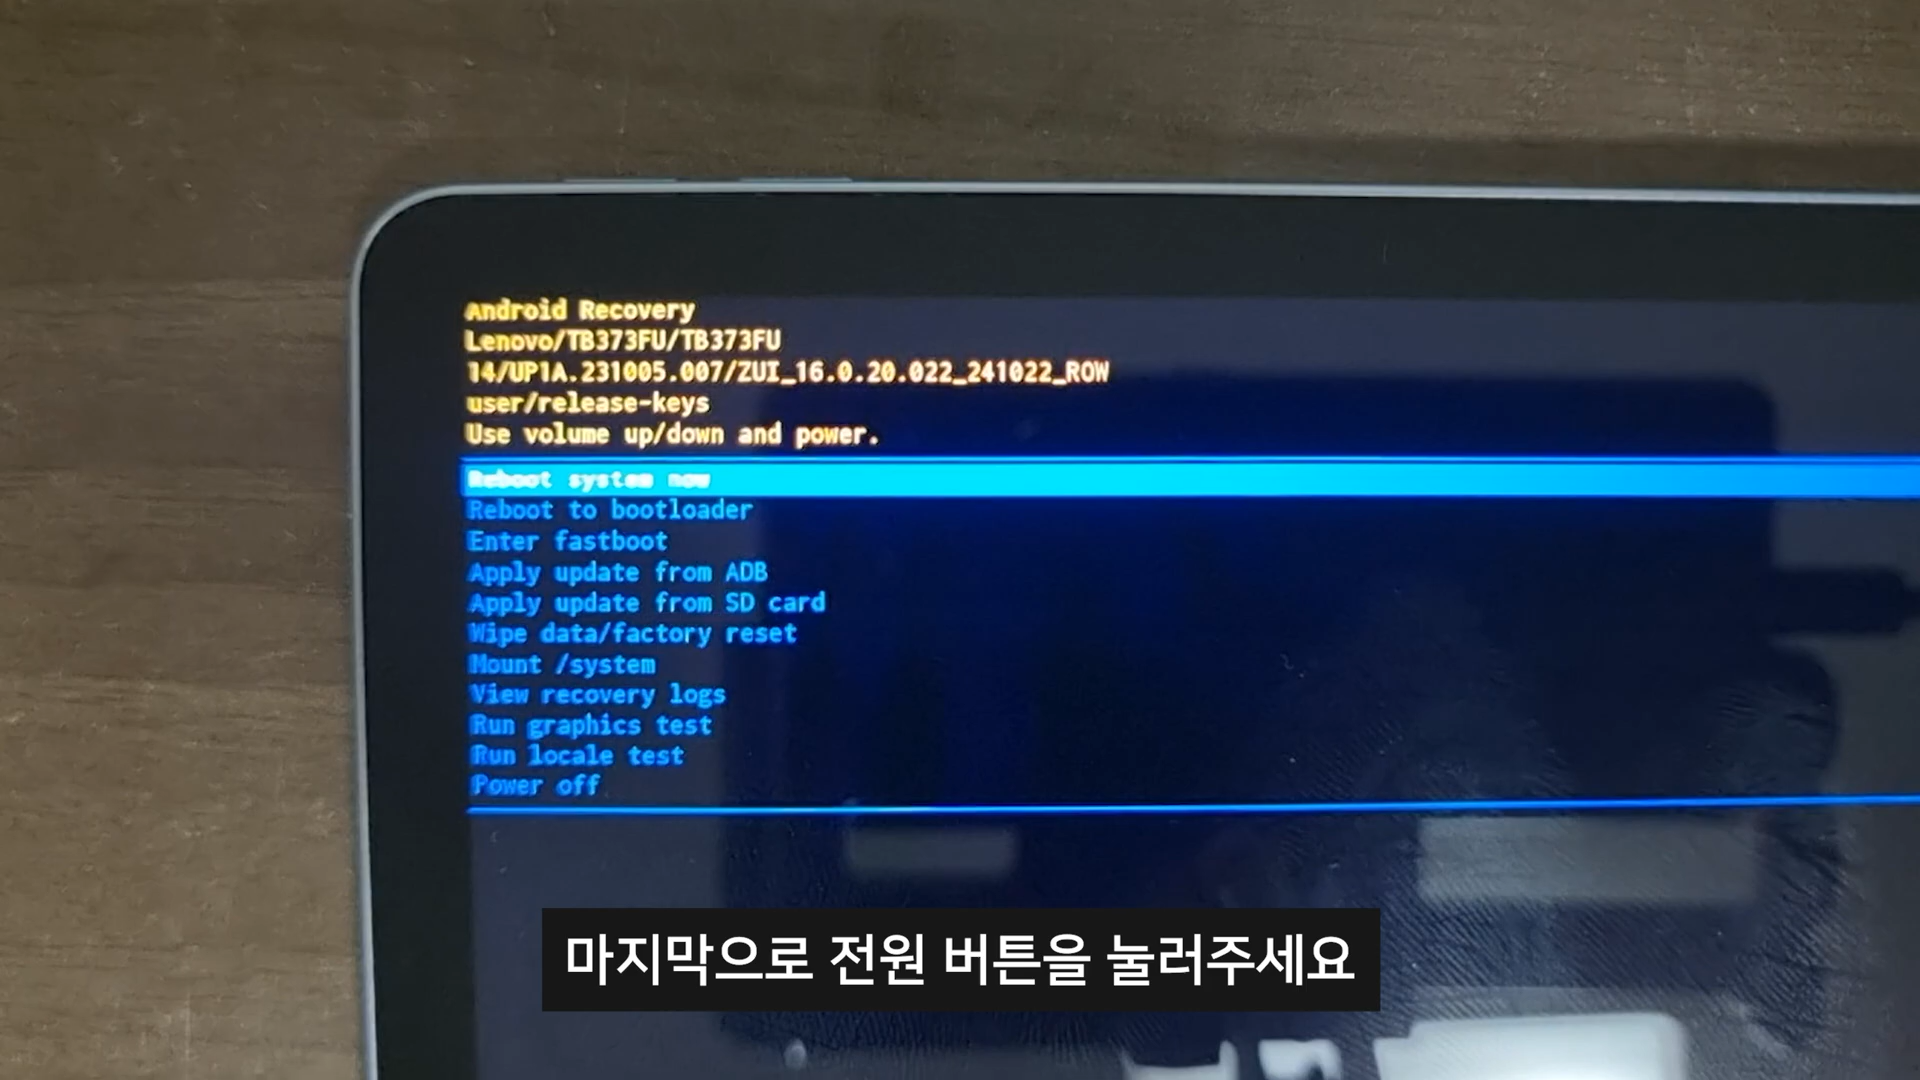 Android Recovery
Lenovo/TB373FU/TB373FU
14/UP1A.231005.007/ZUI_16.0.20.022_241022_ROW
user/release-keys
Use volume up/down and power.
Reboot system now
Reboot to bootloader
Enter fastboot
Apply update from ADB
Apply update from SD card
Wipe data/factory reset
Mount /system
View recovery logs
Run graphics test
Run locale test
Power off
마지막으로 전원 버튼을 눌러주세요